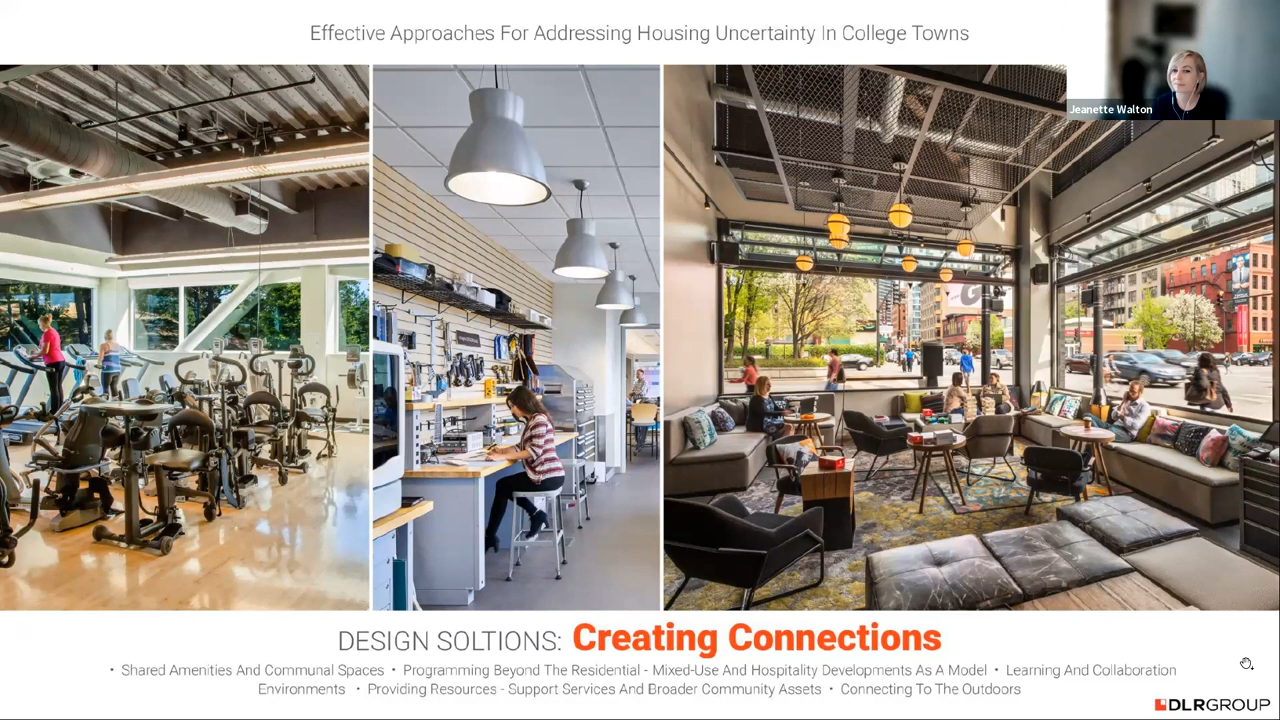 Effective Approaches For Addressing Housing Uncertainty In College Towns
Jeanette Walton
DESIGN SOLTIONS: Creating Connections
• Shared Amenities And Communal Spaces • Programming Beyond The Residential - Mixed-Use And Hospitality Developments As A Model • Learning And Collaboration
Environments • Providing Resources - Support Services And Broader Community Assets • Connecting To The Outdoors
DLRGROUP